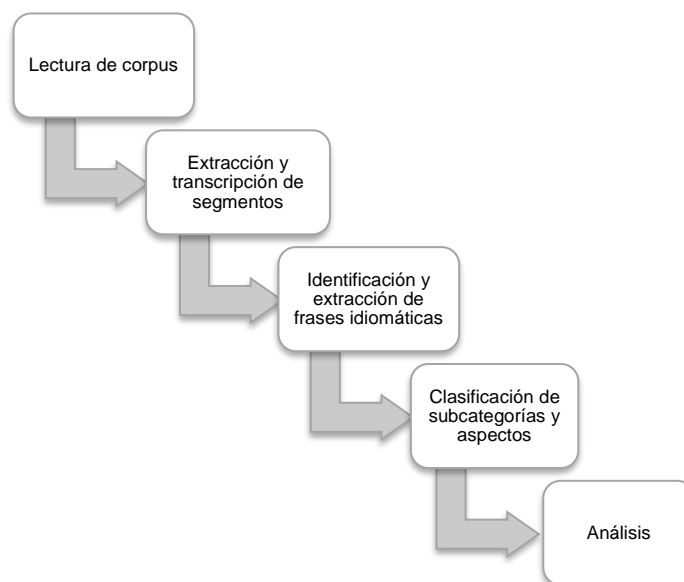 Lectura de corpus
Extracción y
transcripción de
segmentos
Identificación y
extracción de
frases idiomáticas
Clasificación de
subcategorías y
aspectos
Análisis